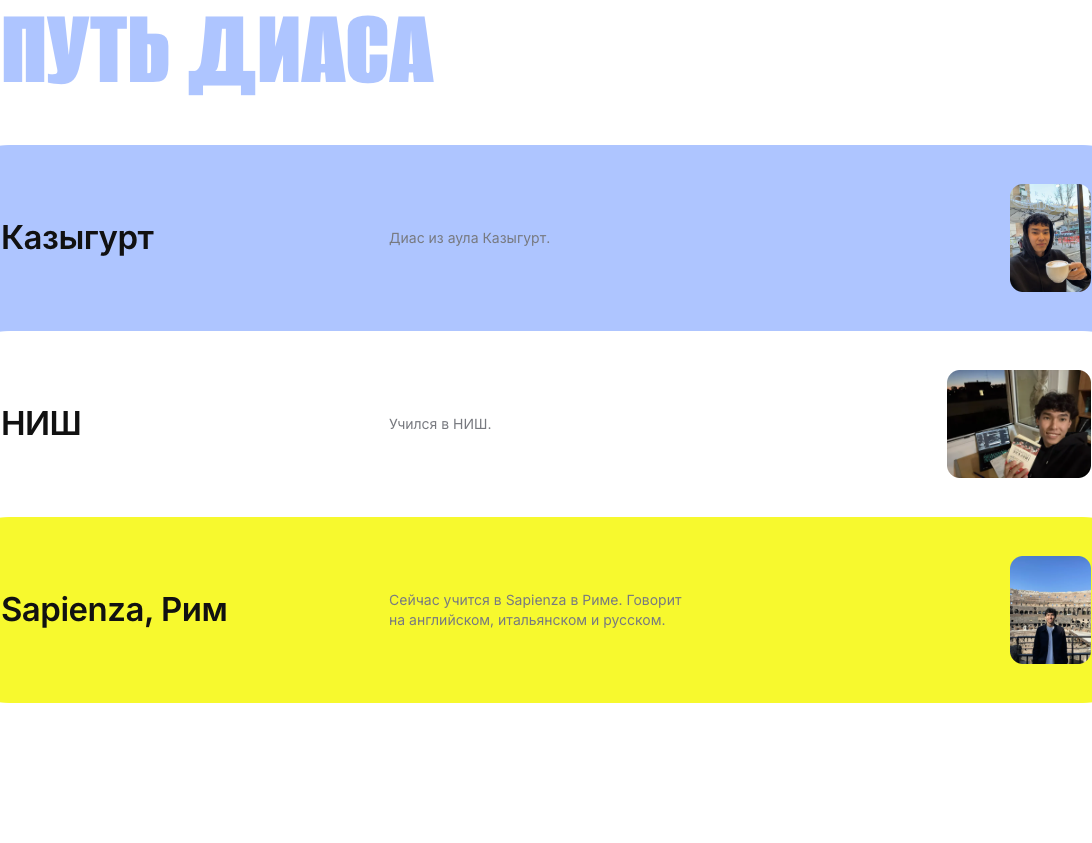 ПУТЬ ДИАСА
Казыгурт
Диас из аула Казыгурт.
НИШ
Учился в НИШ.
Sapienza, Рим
Сейчас учится в Sapienza в Риме. Говорит
на английском, итальянском и русском.